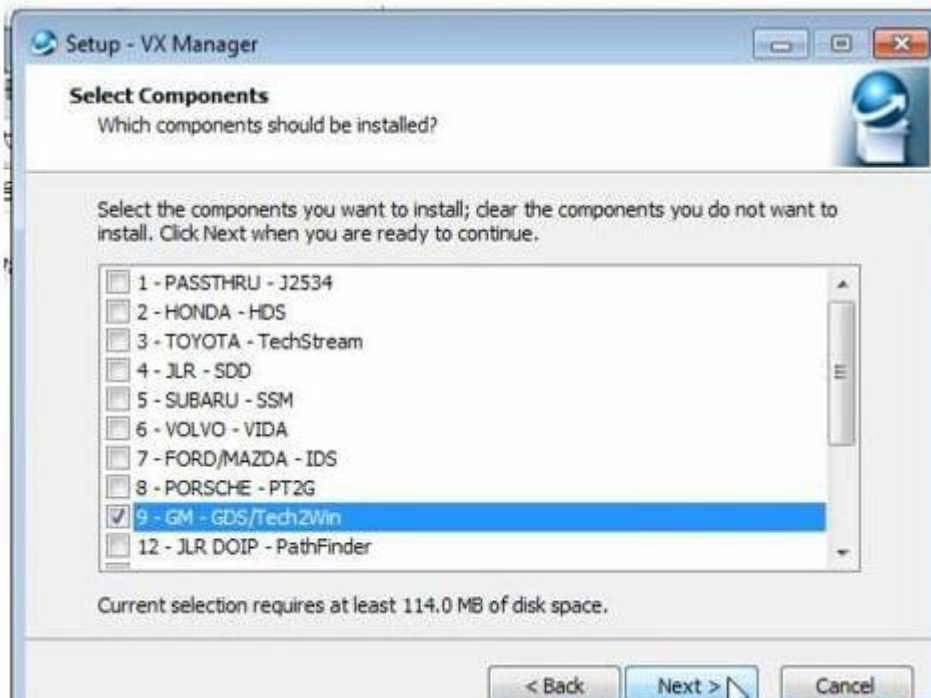 Setup - VX Manager
Select Components
Which components should be installed?
Select the components you want to install; clear the components you do not want to
install. Click Next when you are ready to continue.
1 - PASSTHRU - J2534
2 - HONDA - HDS
3 - TOYOTA - TechStream
4 - JLR - SDD
5 - SUBARU - SSM
6 - VOLVO - VIDA
7 - FORD/MAZDA - IDS
8 - PORSCHE - PT2G
9 - GM - GDS/Tech2Win
12 - JLR DOIP - PathFinder
Current selection requires at least 114.0 MB of disk space.
< Back Next > Cancel